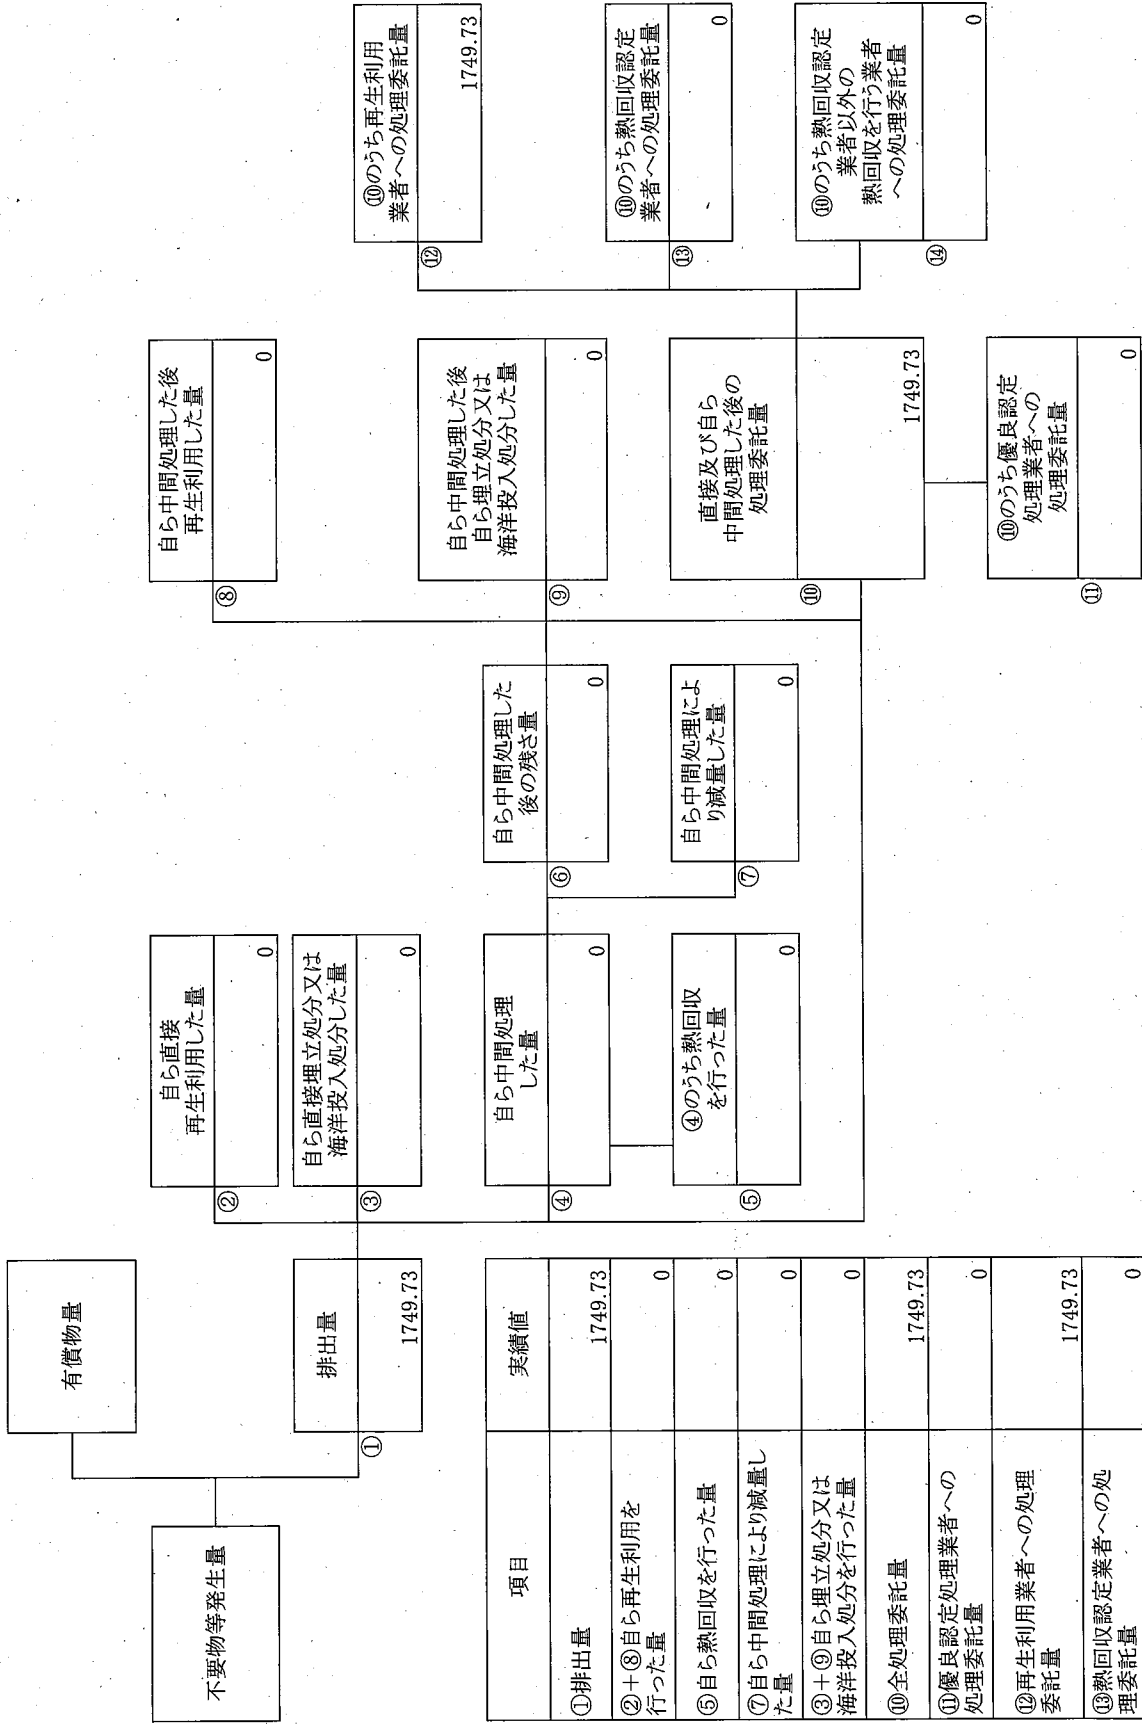 不要物等発生量
有償物量
①
排出量
1749.73
②
自ら直接
再生利用した量
0
③
自ら直接埋立処分又は
海洋投入処分した量
0
④
自ら中間処理
した量
0
⑤
④のうち熱回収
を行った量
0
⑥
自ら中間処理した
後の残さ量
0
⑦
自ら中間処理によ
り減量した量
0
⑧
自ら中間処理した後
再生利用した量
0
⑨
自ら中間処理した後
自ら埋立処分又は
海洋投入処分した量
0
⑩
直接及び自ら
中間処理した後の
処理委託量
1749.73
⑪
⑩のうち優良認定
処理業者への
処理委託量
0
⑫
⑩のうち再生利用
業者への処理委託量
1749.73
⑬
⑩のうち熱回収認定
業者への処理委託量
0
⑭
⑩のうち熱回収認定
業者以外の
熱回収を行う業者
への処理委託量
0
項目 実績値
①排出量 1749.73
②+⑧自ら再生利用を
行った量 0
⑤自ら熱回収を行った量 0
⑦自ら中間処理により減量し
た量 0
③+⑨自ら埋立処分又は
海洋投入処分を行った量 0
⑩全処理委託量 1749.73
⑪優良認定処理業者への
処理委託量 0
⑫再生利用業者への処理
委託量 1749.73
⑬熱回収認定業者への処
理委託量 0